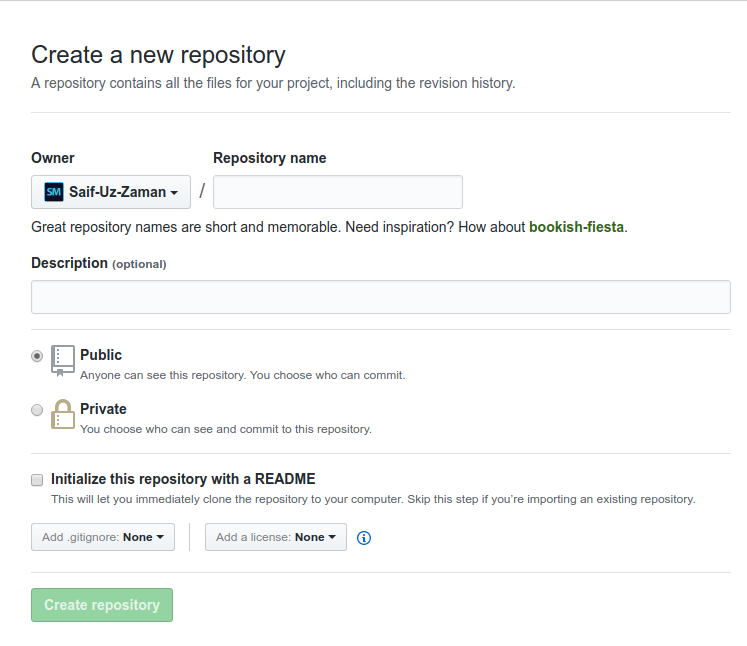 Create a new repository
A repository contains all the files for your project, including the revision history.
Owner Repository name
SM Saif-Uz-Zaman /
Great repository names are short and memorable. Need inspiration? How about bookish-fiesta.
Description (optional)
Public
Anyone can see this repository. You choose who can commit.
Private
You choose who can see and commit to this repository.
Initialize this repository with a README
This will let you immediately clone the repository to your computer. Skip this step if you’re importing an existing repository.
Add .gitignore: None Add a license: None
Create repository